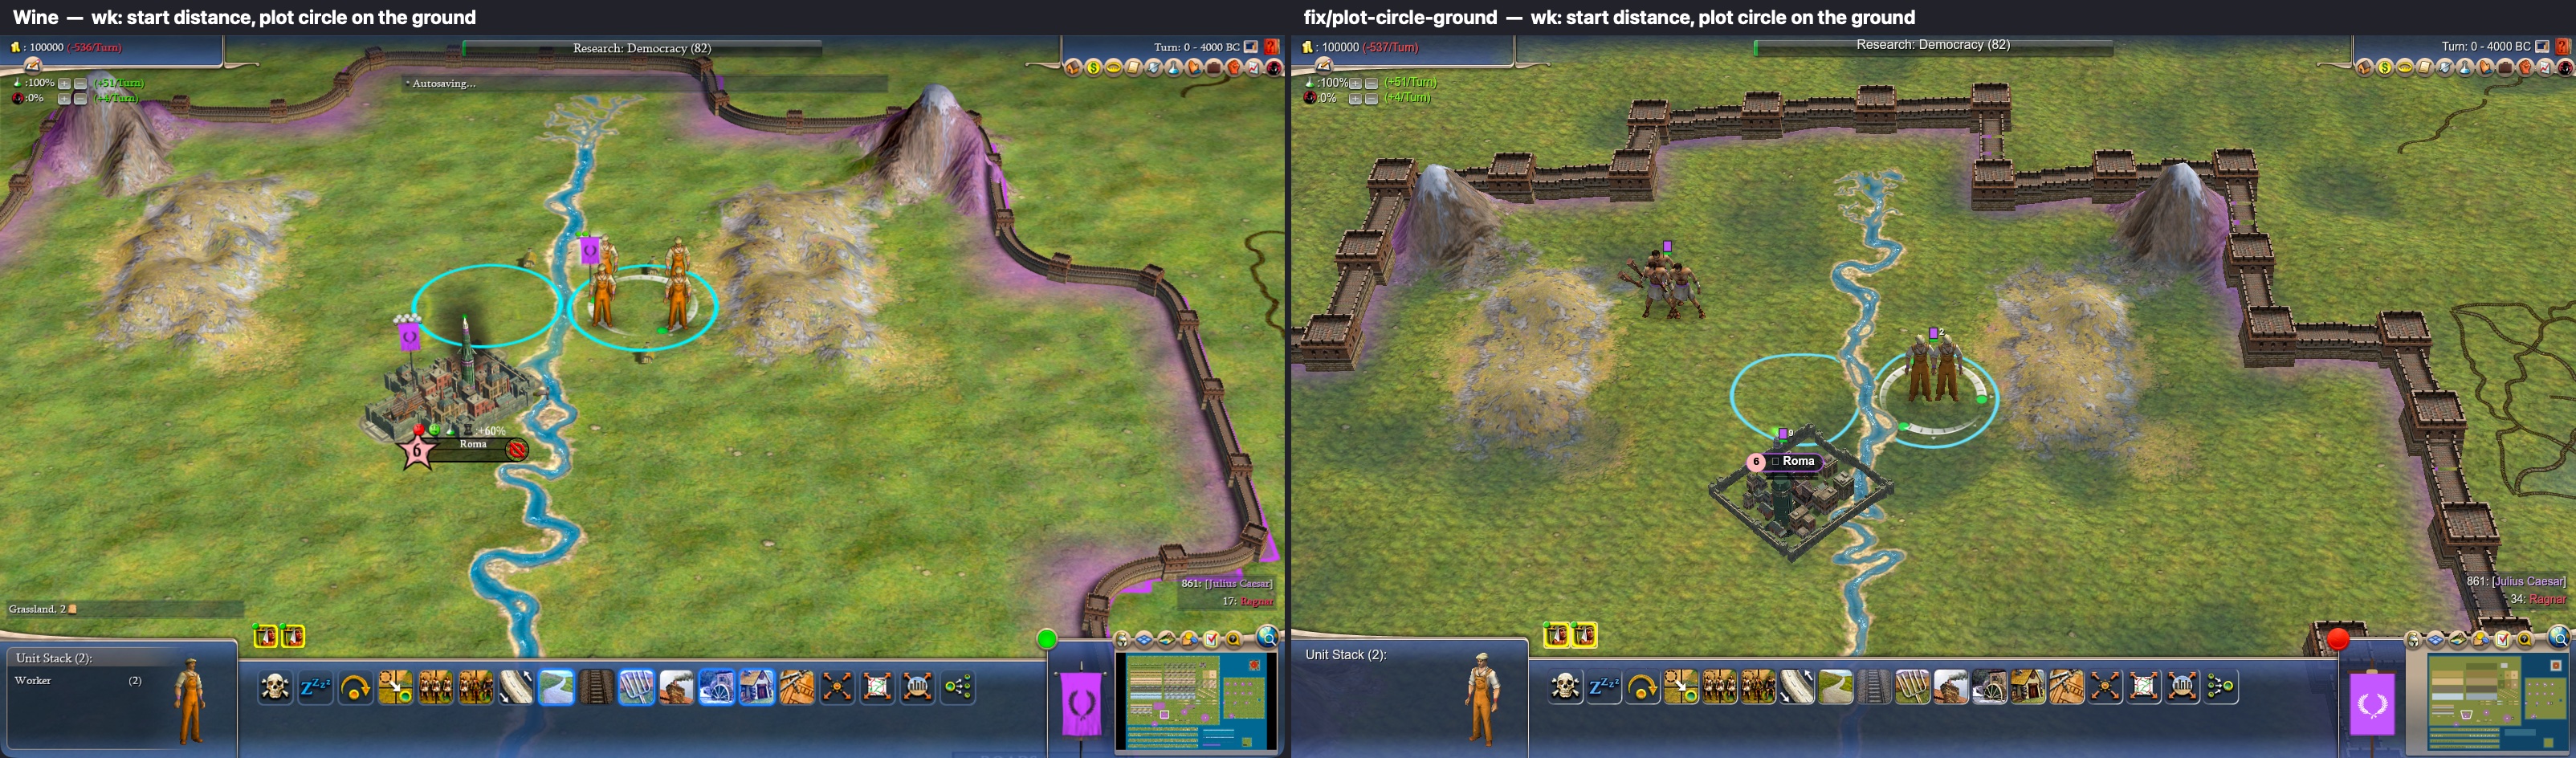 Wine — wk: start distance, plot circle on the ground
: 100000 (-536/Turn)
Research: Democracy (82)
Turn: 0 - 4000 BC
:100% (+51/Turn)
:0% (+4/Turn)
* Autosaving...
+60%
6
Roma
861: [Julius Caesar]
17: Ragnar
Grassland, 2
Unit Stack (2):
Worker (2)
fix/plot-circle-ground — wk: start distance, plot circle on the ground
: 100000 (-537/Turn)
Research: Democracy (82)
Turn: 0 - 4000 BC
:100% (+51/Turn)
:0% (+4/Turn)
2
9
6 Roma
861: [Julius Caesar]
34: Ragnar
Unit Stack (2):